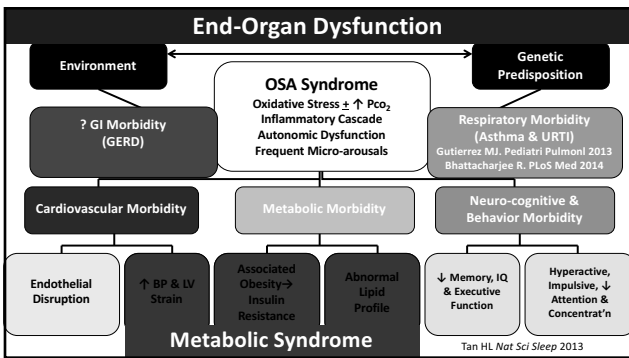 End-Organ Dysfunction
Environment
Genetic
Predisposition
OSA Syndrome
Oxidative Stress ± ↑ Pco₂
Inflammatory Cascade
Autonomic Dysfunction
Frequent Micro-arousals
? GI Morbidity
(GERD)
Respiratory Morbidity
(Asthma & URTI)
Gutierrez MJ. Pediatri Pulmonl 2013
Bhattacharjee R. PLoS Med 2014
Cardiovascular Morbidity
Metabolic Morbidity
Neuro-cognitive &
Behavior Morbidity
Endothelial
Disruption
↑ BP & LV
Strain
Associated
Obesity→
Insulin
Resistance
Abnormal
Lipid
Profile
↓ Memory, IQ
& Executive
Function
Hyperactive,
Impulsive, ↓
Attention &
Concentrat'n
Metabolic Syndrome
Tan HL Nat Sci Sleep 2013